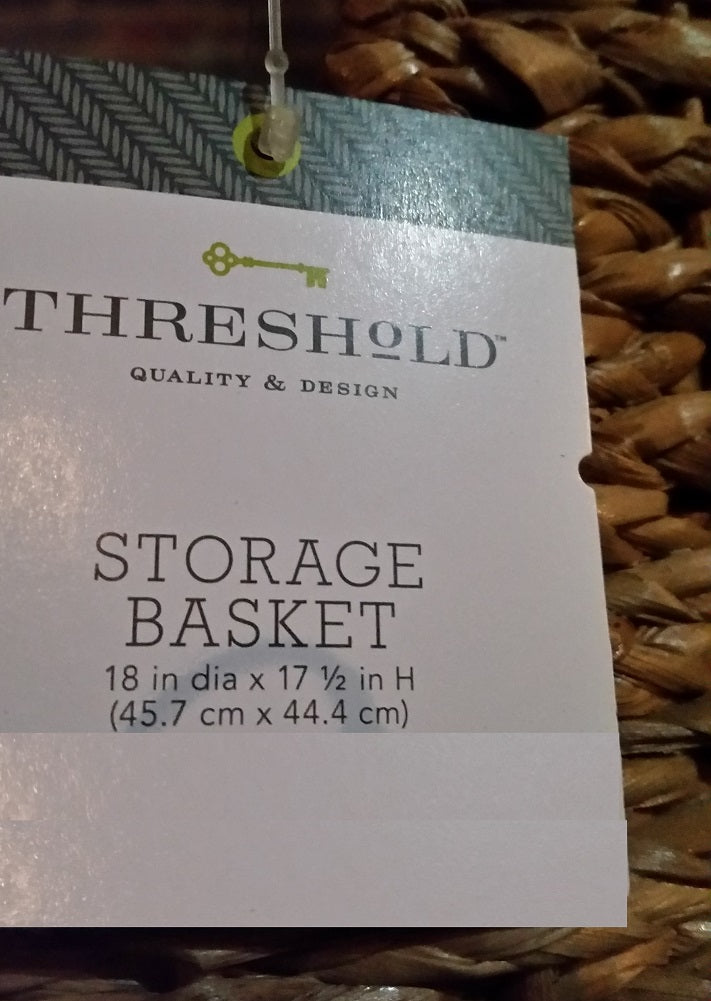 THRESHOLD™
QUALITY & DESIGN
STORAGE
BASKET
18 in dia x 17 ½ in H
(45.7 cm x 44.4 cm)